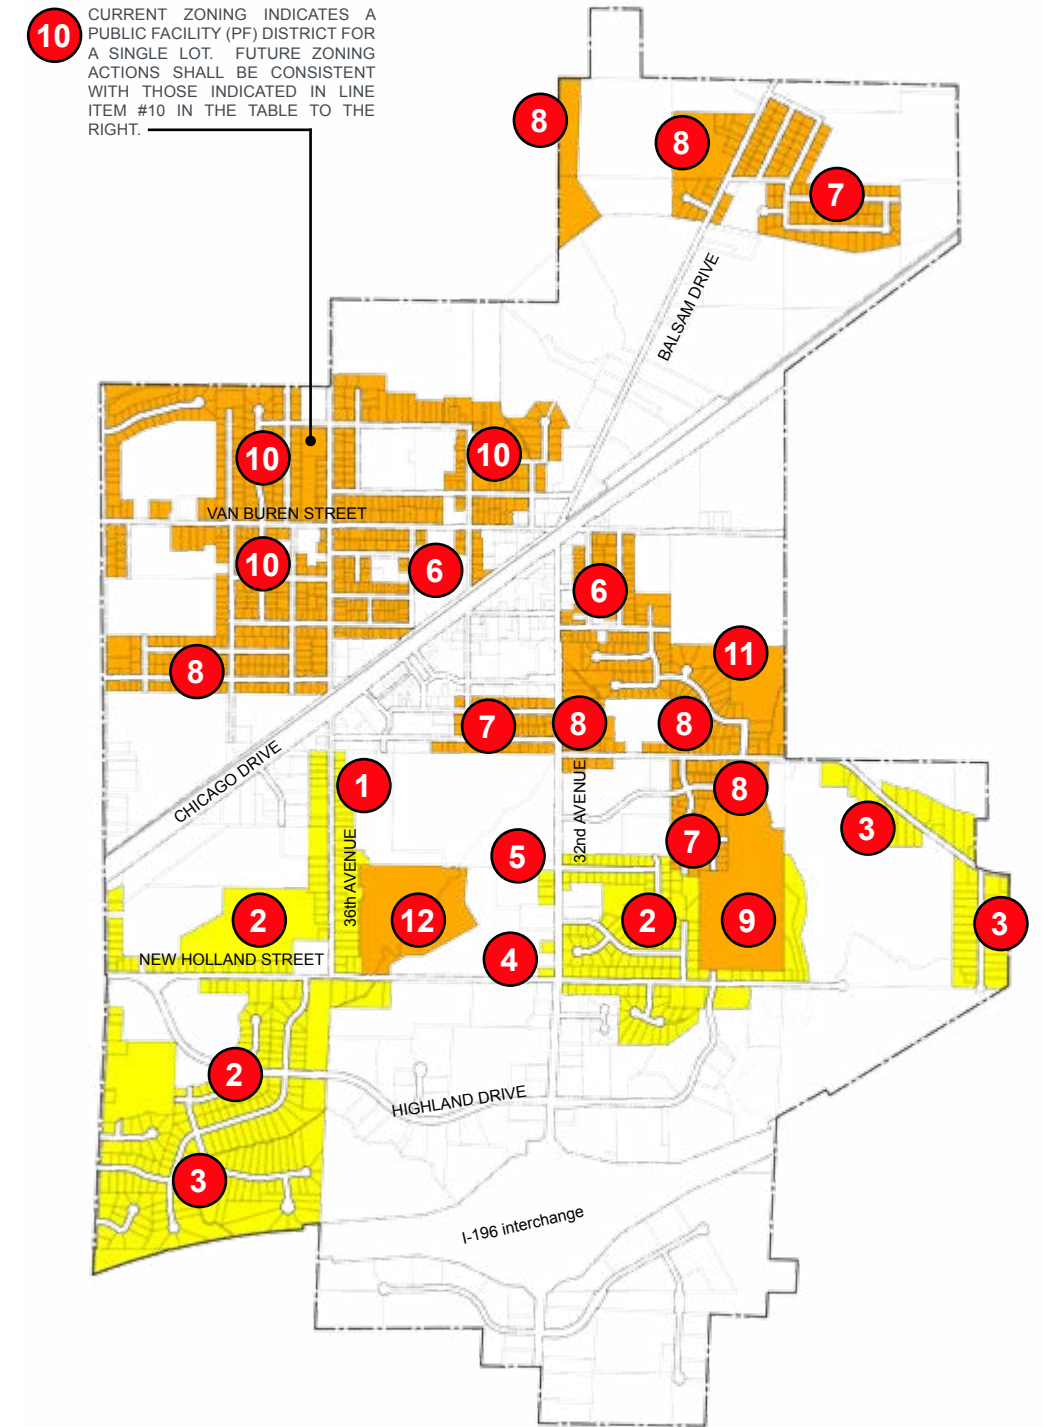 10
CURRENT ZONING INDICATES A
PUBLIC FACILITY (PF) DISTRICT FOR
A SINGLE LOT. FUTURE ZONING
ACTIONS SHALL BE CONSISTENT
WITH THOSE INDICATED IN LINE
ITEM #10 IN THE TABLE TO THE
RIGHT.
8
8
7
BALSAM DRIVE
10
10
VAN BUREN STREET
10
6
6
11
8
7
8
8
CHICAGO DRIVE
1
32nd AVENUE
8
3
7
5
36th AVENUE
2
12
2
9
3
NEW HOLLAND STREET
4
2
HIGHLAND DRIVE
3
I-196 interchange